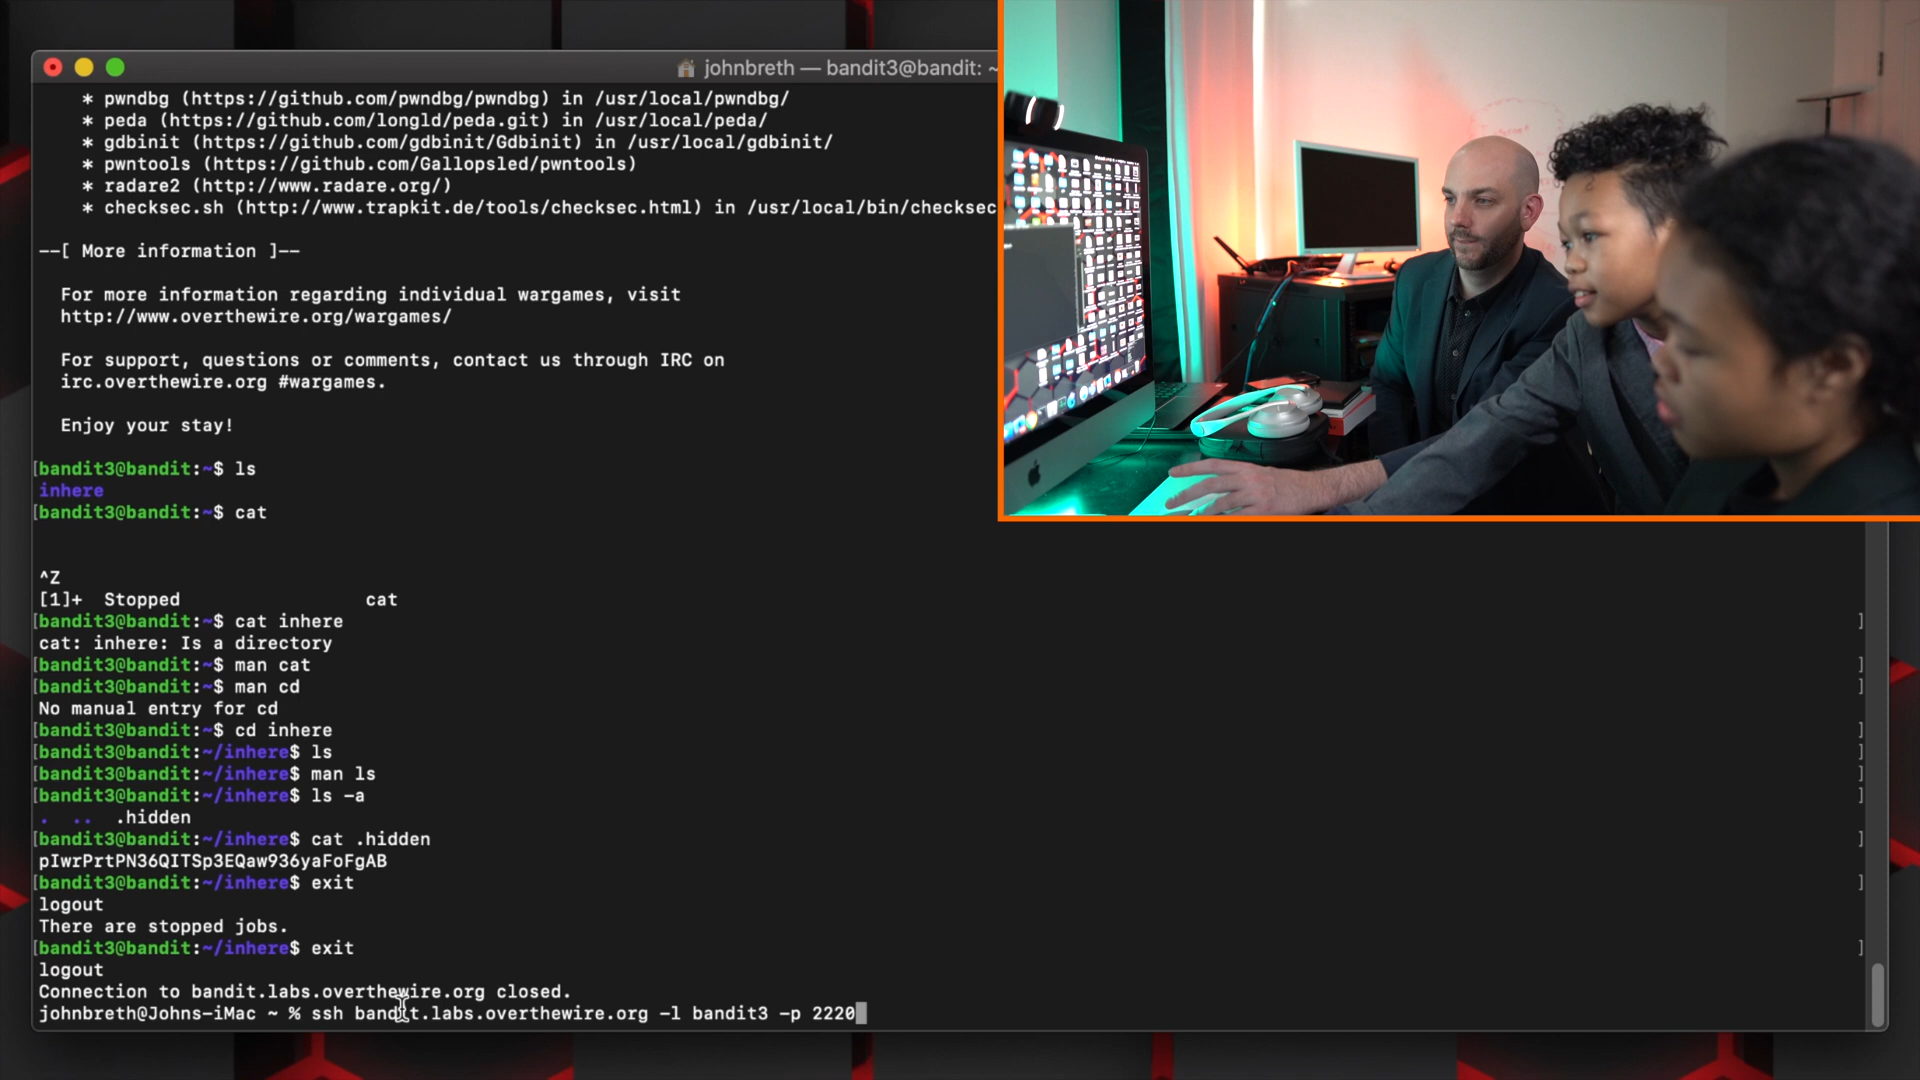 johnbreth — bandit3@bandit: ~
* pwndbg (https://github.com/pwndbg/pwndbg) in /usr/local/pwndbg/
* peda (https://github.com/longld/peda.git) in /usr/local/peda/
* gdbinit (https://github.com/gdbinit/Gdbinit) in /usr/local/gdbinit/
* pwntools (https://github.com/Gallopsled/pwntools)
* radare2 (http://www.radare.org/)
* checksec.sh (http://www.trapkit.de/tools/checksec.html) in /usr/local/bin/checksec
--[ More information ]--
For more information regarding individual wargames, visit
http://www.overthewire.org/wargames/
For support, questions or comments, contact us through IRC on
irc.overthewire.org #wargames.
Enjoy your stay!
[bandit3@bandit:~$ ls
inhere
[bandit3@bandit:~$ cat
^Z
[1]+  Stopped                 cat
[bandit3@bandit:~$ cat inhere ]
cat: inhere: Is a directory
[bandit3@bandit:~$ man cat ]
[bandit3@bandit:~$ man cd ]
No manual entry for cd
[bandit3@bandit:~$ cd inhere ]
[bandit3@bandit:~/inhere$ ls ]
[bandit3@bandit:~/inhere$ man ls ]
[bandit3@bandit:~/inhere$ ls -a ]
.  ..  .hidden
[bandit3@bandit:~/inhere$ cat .hidden ]
pIwrPrtPN36QITSp3EQaw936yaFoFgAB
[bandit3@bandit:~/inhere$ exit ]
logout
There are stopped jobs.
[bandit3@bandit:~/inhere$ exit ]
logout
Connection to bandit.labs.overthewire.org closed.
johnbreth@Johns-iMac ~ % ssh bandit.labs.overthewire.org -l bandit3 -p 2220